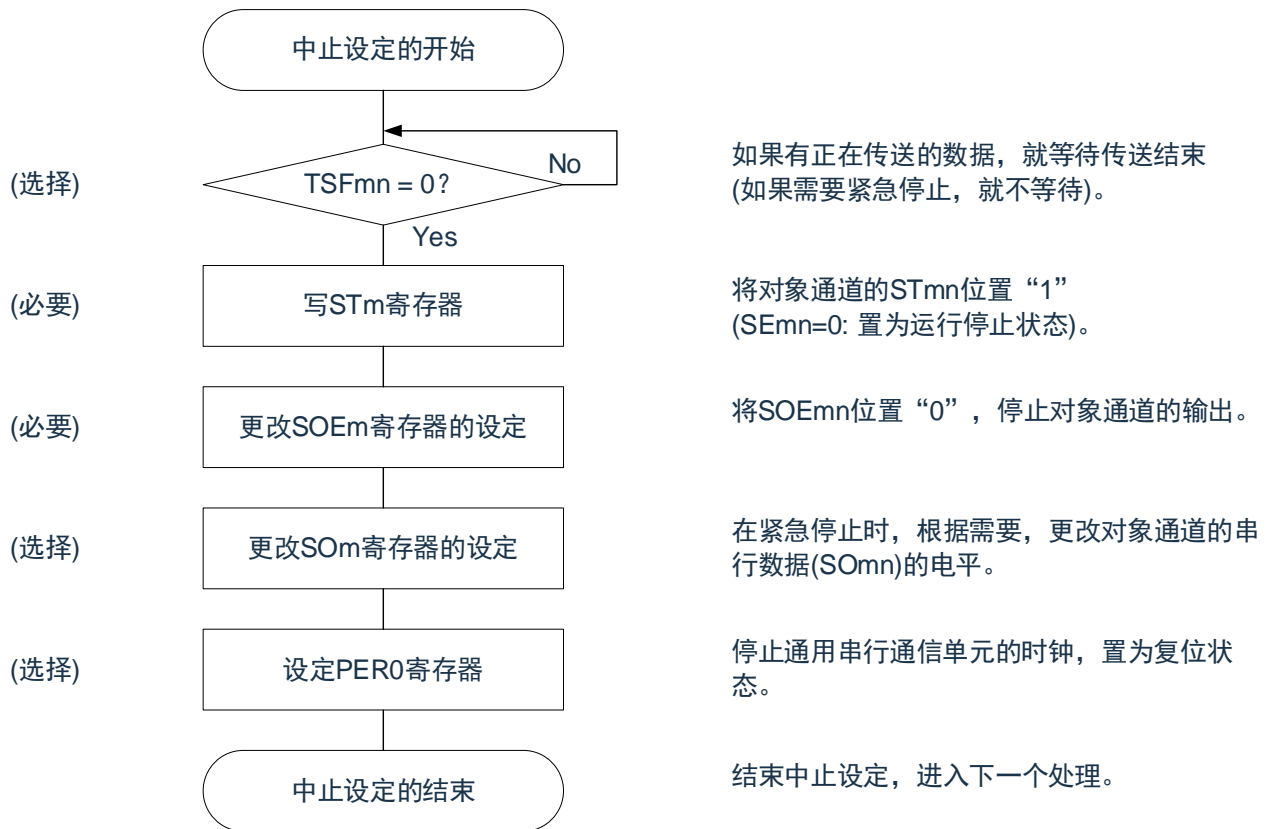 中止设定的开始
(选择)
TSFmn = 0?
No
Yes
如果有正在传送的数据，就等待传送结束
(如果需要紧急停止，就不等待)。
(必要)
写STm寄存器
将对象通道的STmn位置“1”
(SEmn=0: 置为运行停止状态)。
(必要)
更改SOEm寄存器的设定
将SOEmn位置“0”，停止对象通道的输出。
(选择)
更改SOm寄存器的设定
在紧急停止时，根据需要，更改对象通道的串
行数据(SOmn)的电平。
(选择)
设定PER0寄存器
停止通用串行通信单元的时钟，置为复位状
态。
中止设定的结束
结束中止设定，进入下一个处理。